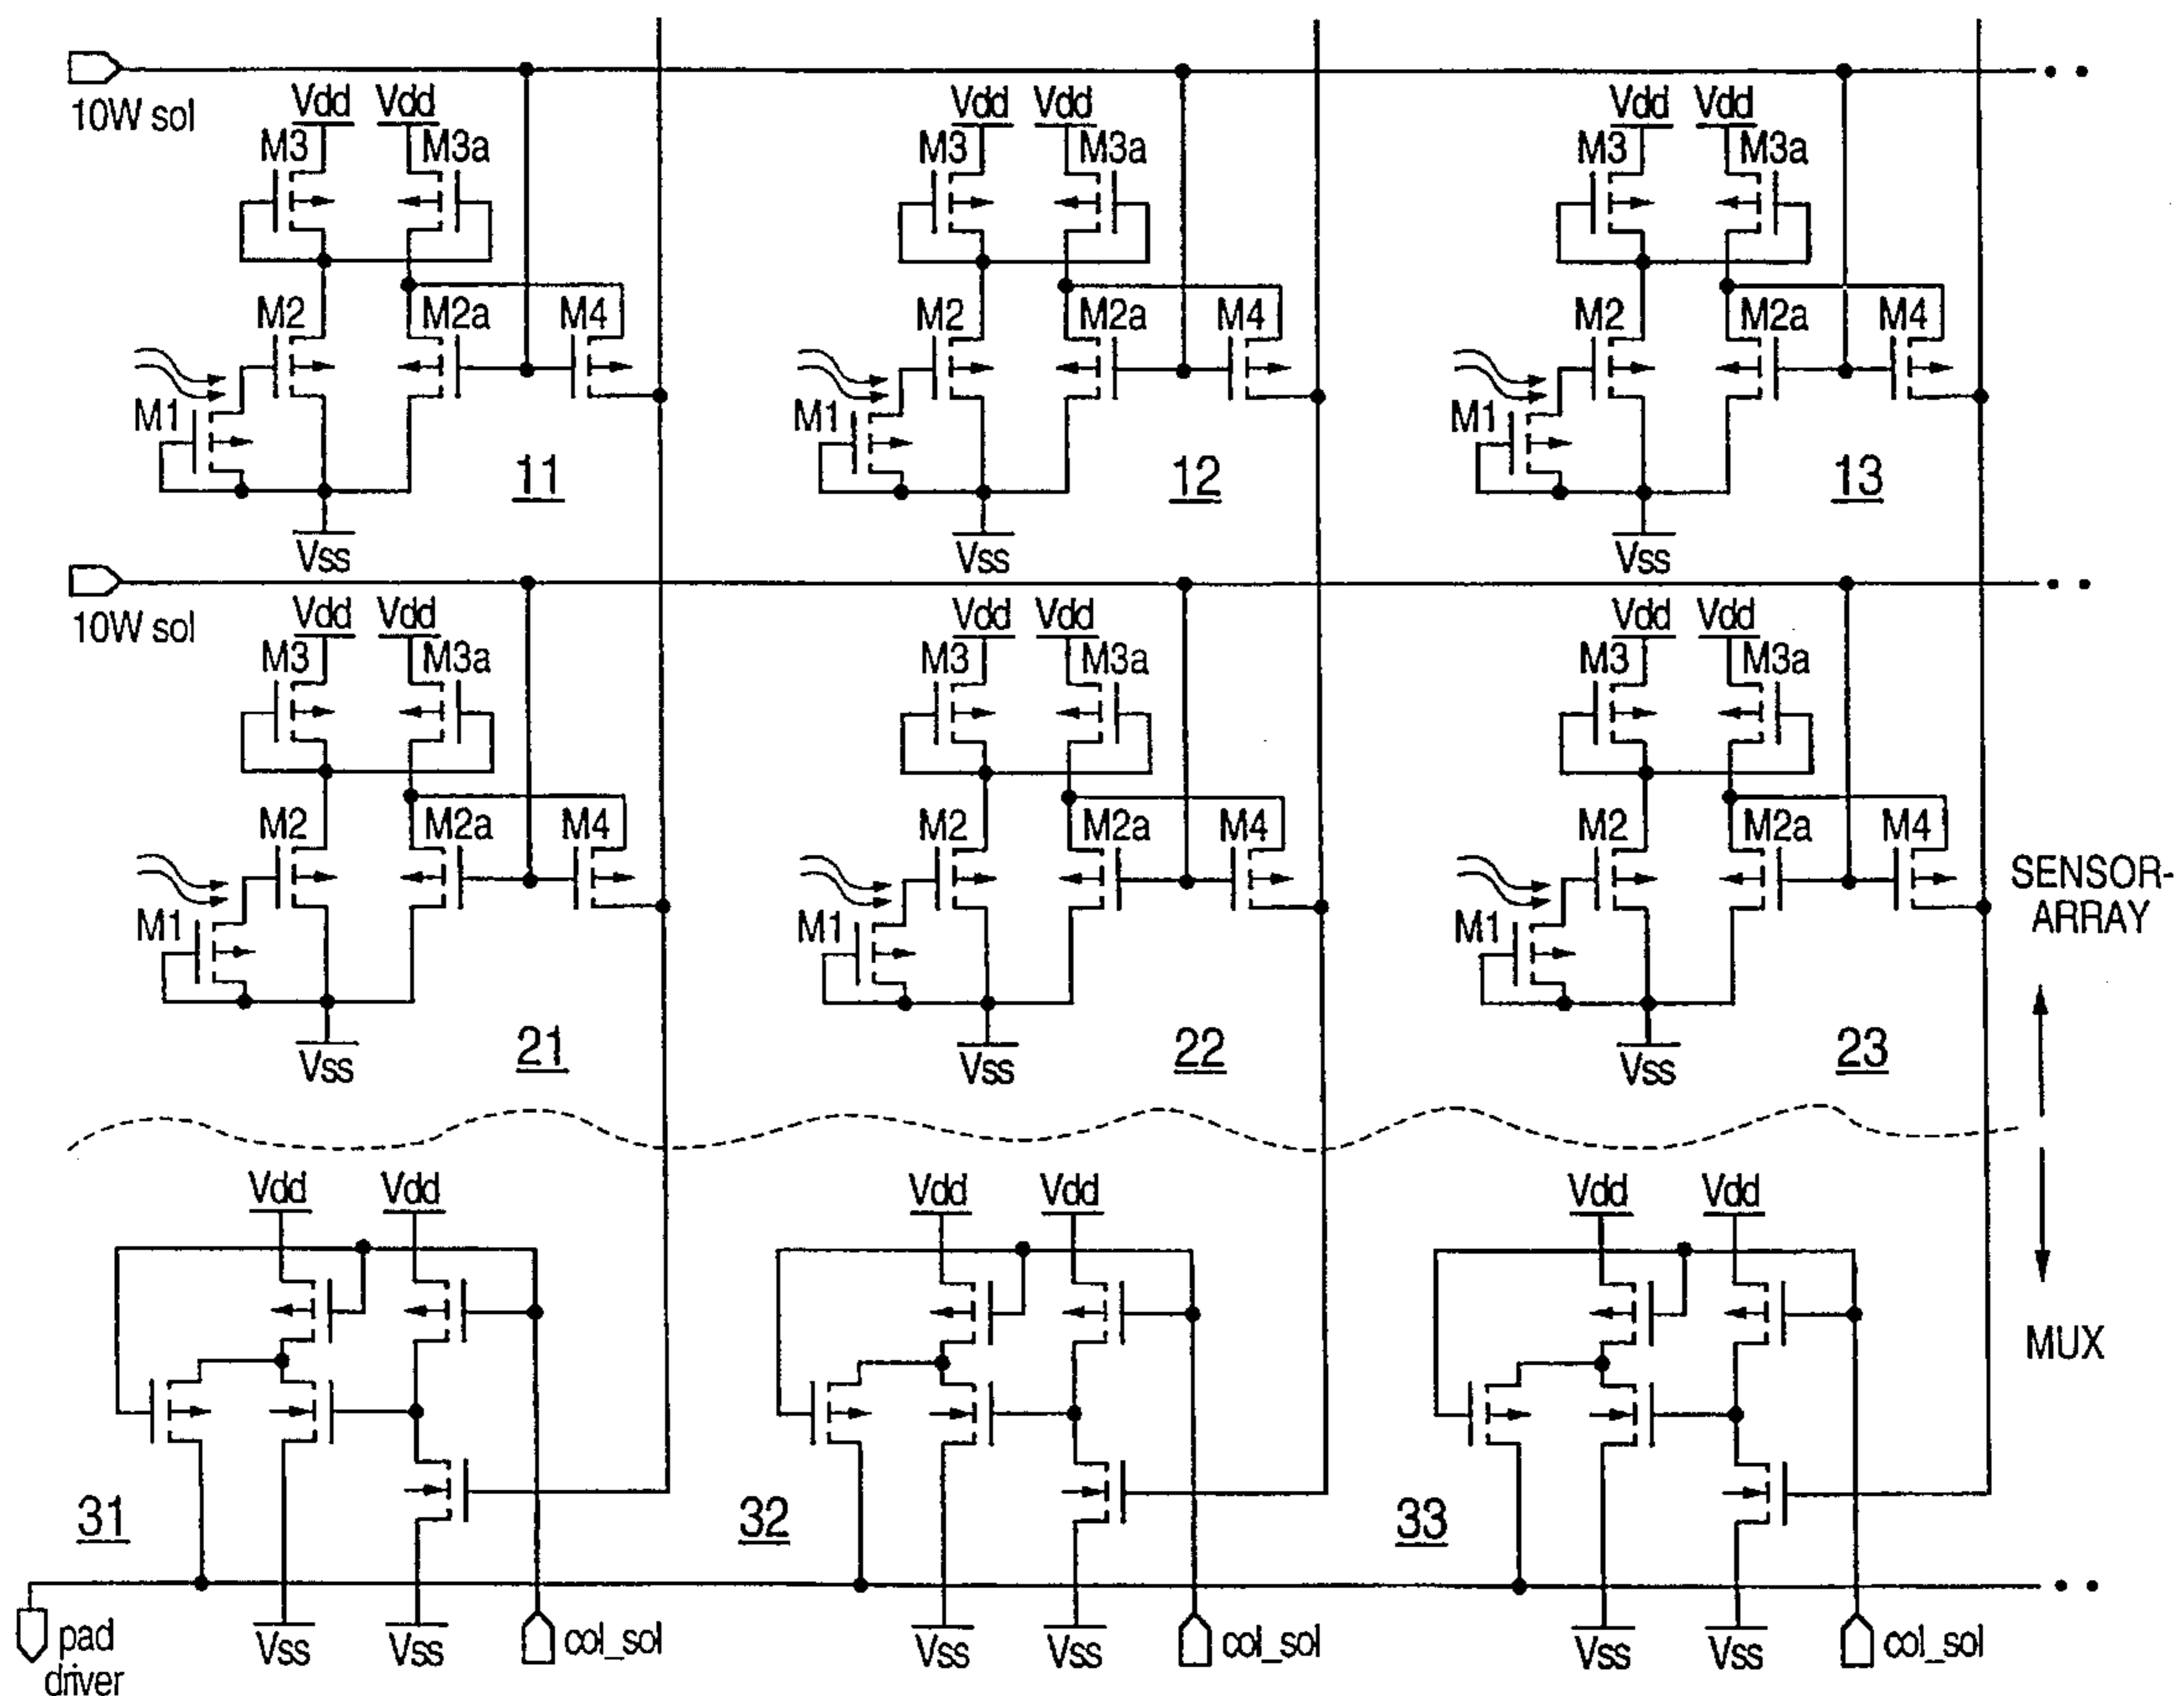 10W sol
Vdd Vdd Vdd Vdd Vdd Vdd
M3 M3a M3 M3a M3 M3a
M2 M2a M4 M2 M2a M4 M2 M2a M4
M1 M1 M1
11 12 13
Vss Vss Vss
10W sol
Vdd Vdd Vdd Vdd Vdd Vdd
M3 M3a M3 M3a M3 M3a
M2 M2a M4 M2 M2a M4 M2 M2a M4
SENSOR-
ARRAY
M1 M1 M1
21 22 23
Vss Vss Vss
Vdd Vdd Vdd Vdd Vdd Vdd
MUX
31 32 33
pad
driver
Vss Vss col_sol Vss Vss col_sol Vss Vss col_sol